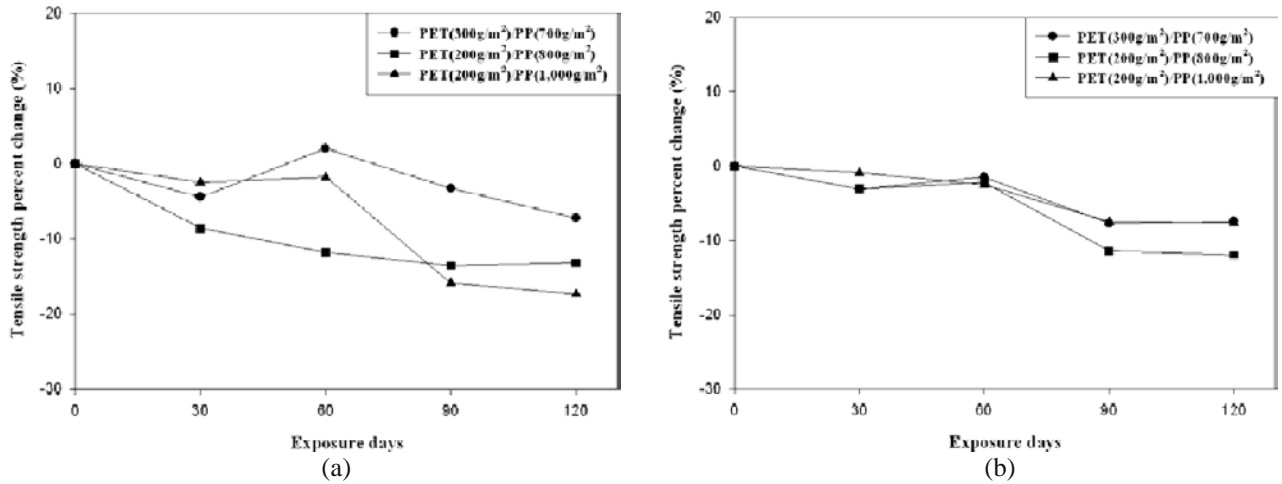 20
10
0
-10
-20
-30
0
30
60
90
120
Tensile strength percent change (%)
Exposure days
PET(300g/m²)/PP(700g/m²)
PET(200g/m²)/PP(800g/m²)
PET(200g/m²)/PP(1,000g/m²)
(a)
20
10
0
-10
-20
-30
0
30
60
90
120
Tensile strength percent change (%)
Exposure days
PET(300g/m²)/PP(700g/m²)
PET(200g/m²)/PP(800g/m²)
PET(200g/m²)/PP(1,000g/m²)
(b)